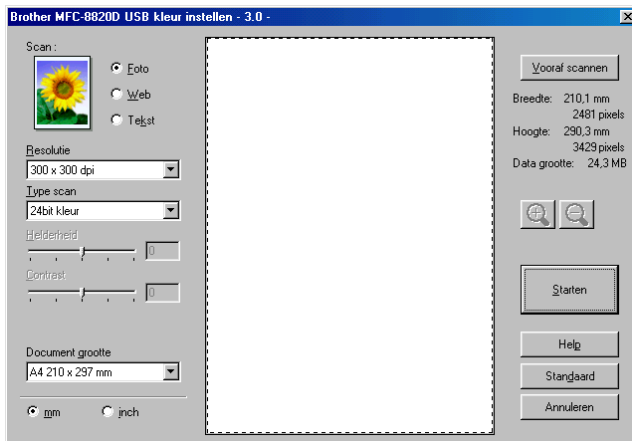 Brother MFC-8820D USB kleur instellen - 3.0 -
Scan :
Foto
Web
Tekst
Resolutie
300 x 300 dpi
Type scan
24bit kleur
Helderheid
0
Contrast
0
Document grootte
A4 210 x 297 mm
mm
inch
Vooraf scannen
Breedte: 210,1 mm
2481 pixels
Hoogte: 290,3 mm
3429 pixels
Data grootte: 24,3 MB
Starten
Help
Standaard
Annuleren